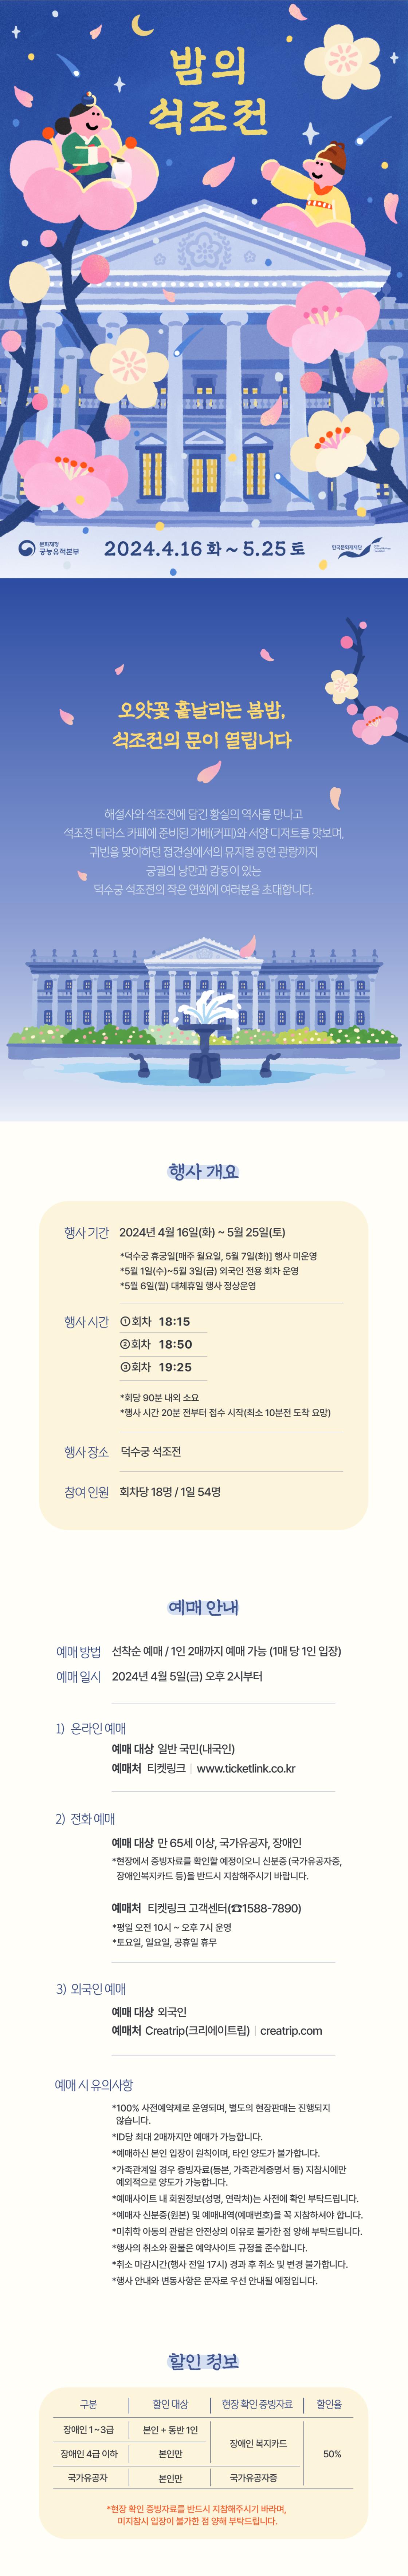 밤의
석조전
문화재청
궁능유적본부
2024.4.16 화 ~ 5.25 토
한국문화재재단
오얏꽃 흩날리는 봄밤,
석조전의 문이 열립니다
해설사와 석조전에 담긴 황실의 역사를 만나고
석조전 테라스 카페에 준비된 가배(커피)와 서양 디저트를 맛보며,
귀빈을 맞이하던 접견실에서의 뮤지컬 공연 관람까지
궁궐의 낭만과 감동이 있는
덕수궁 석조전의 작은 연회에 여러분을 초대합니다.
행사 개요
행사 기간 2024년 4월 16일(화) ~ 5월 25일(토)
*덕수궁 휴궁일[매주 월요일, 5월 7일(화)] 행사 미운영
*5월 1일(수)~5월 3일(금) 외국인 전용 회차 운영
*5월 6일(월) 대체휴일 행사 정상운영
행사 시간 ①회차 18:15
②회차 18:50
③회차 19:25
*회당 90분 내외 소요
*행사 시간 20분 전부터 접수 시작(최소 10분전 도착 요망)
행사 장소 덕수궁 석조전
참여 인원 회차당 18명 / 1일 54명
예매 안내
예매 방법 선착순 예매 / 1인 2매까지 예매 가능 (1매 당 1인 입장)
예매 일시 2024년 4월 5일(금) 오후 2시부터
1) 온라인 예매
예매 대상 일반 국민(내국인)
예매처 티켓링크 | www.ticketlink.co.kr
2) 전화 예매
예매 대상 만 65세 이상, 국가유공자, 장애인
*현장에서 증빙자료를 확인할 예정이오니 신분증 (국가유공자증,
장애인복지카드 등)을 반드시 지참해주시기 바랍니다.
예매처 티켓링크 고객센터(☎1588-7890)
*평일 오전 10시 ~ 오후 7시 운영
*토요일, 일요일, 공휴일 휴무
3) 외국인 예매
예매 대상 외국인
예매처 Creatrip(크리에이트립) | creatrip.com
예매 시 유의사항
*100% 사전예약제로 운영되며, 별도의 현장판매는 진행되지
않습니다.
*ID당 최대 2매까지만 예매가 가능합니다.
*예매하신 본인 입장이 원칙이며, 타인 양도가 불가합니다.
*가족관계일 경우 증빙자료(등본, 가족관계증명서 등) 지참시에만
예외적으로 양도가 가능합니다.
*예매사이트 내 회원정보(성명, 연락처)는 사전에 확인 부탁드립니다.
*예매자 신분증(원본) 및 예매내역(예매번호)을 꼭 지참하셔야 합니다.
*미취학 아동의 관람은 안전상의 이유로 불가한 점 양해 부탁드립니다.
*행사의 취소와 환불은 예약사이트 규정을 준수합니다.
*취소 마감시간(행사 전일 17시) 경과 후 취소 및 변경 불가합니다.
*행사 안내와 변동사항은 문자로 우선 안내될 예정입니다.
할인 정보
구분 할인 대상 현장 확인 증빙자료 할인율
장애인 1~3급 본인 + 동반 1인
장애인 복지카드
장애인 4급 이하 본인만
50%
국가유공자 본인만 국가유공자증
*현장 확인 증빙자료를 반드시 지참해주시기 바라며,
미지참시 입장이 불가한 점 양해 부탁드립니다.